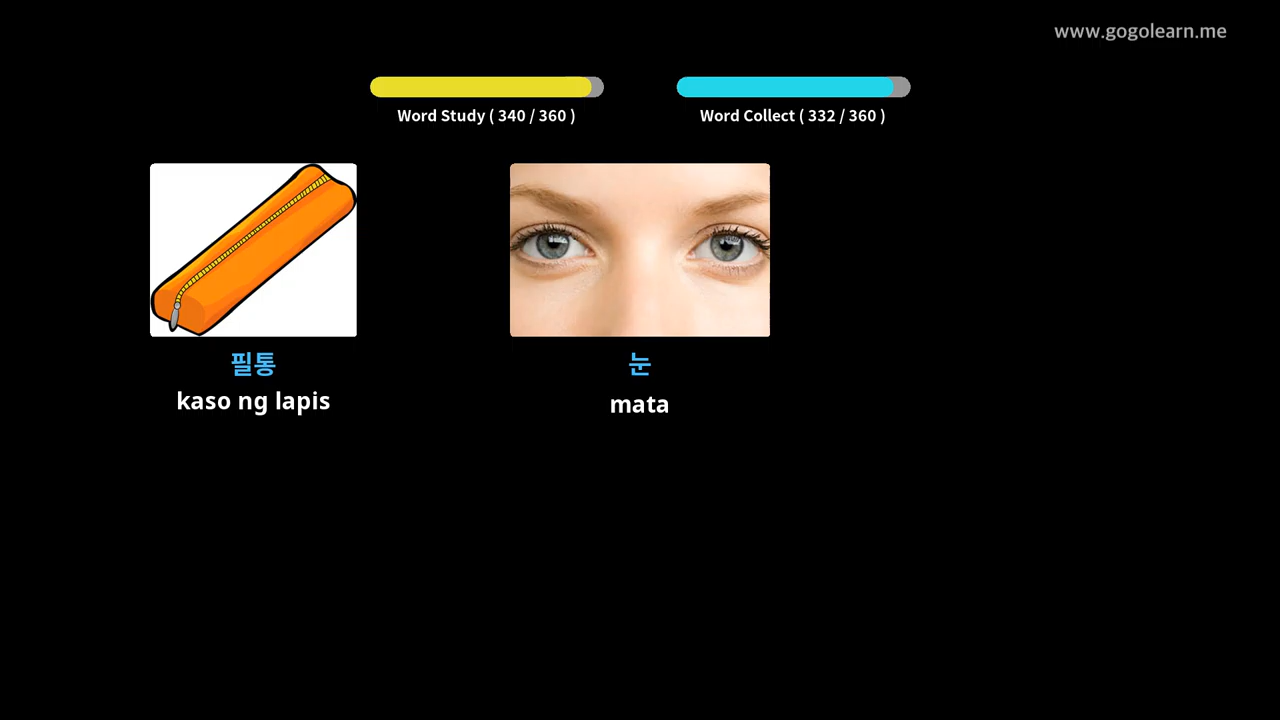 www.gogolearn.me
Word Study ( 340 / 360 )
Word Collect ( 332 / 360 )
필통
kaso ng lapis
눈
mata